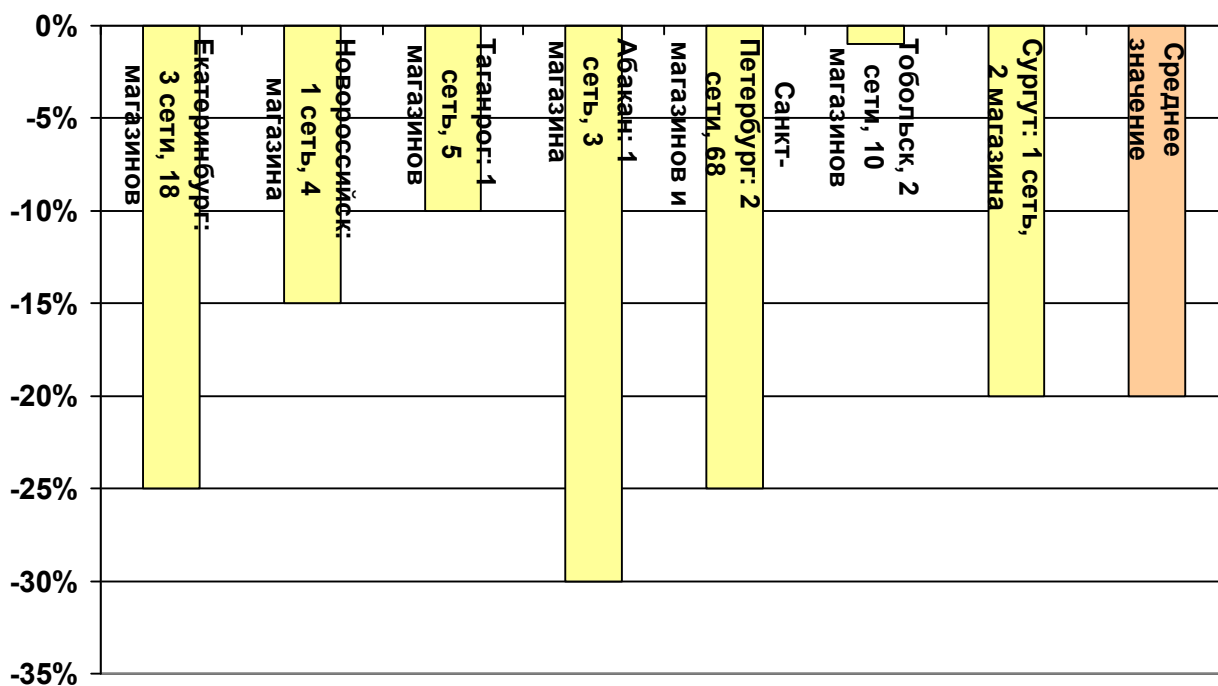 0%
-5%
-10%
-15%
-20%
-25%
-30%
-35%
Екатеринбург:
3 сети, 18
магазинов
Новороссийск:
1 сеть, 4
магазина
Таганрог: 1
сеть, 5
магазинов
Абакан: 1
сеть, 3
магазина
Санкт-
Петербург: 2
сети, 68
магазинов и
Тобольск, 2
сети, 10
магазинов
Сургут: 1 сеть,
2 магазина
Среднее
значение